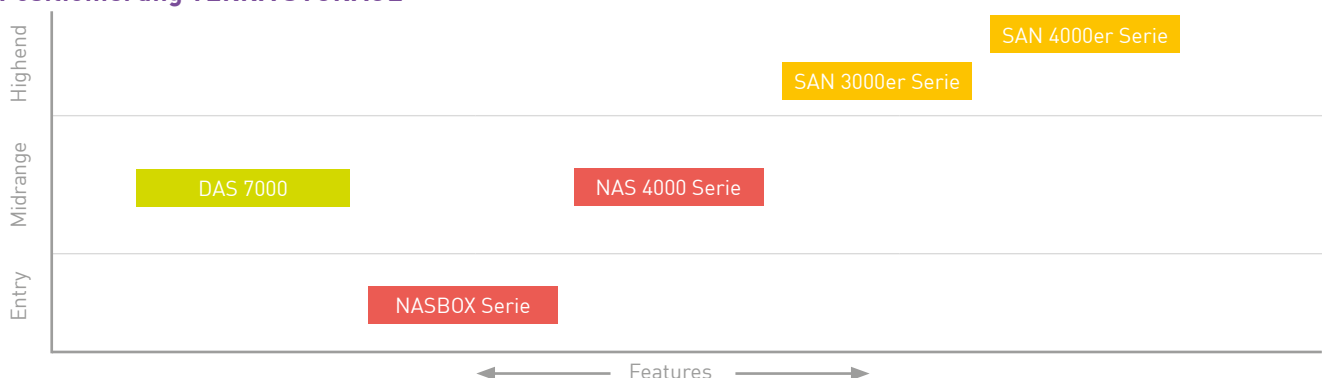 Highend
SAN 4000er Serie
SAN 3000er Serie
Midrange
DAS 7000
NAS 4000 Serie
Entry
NASBOX Serie
Features